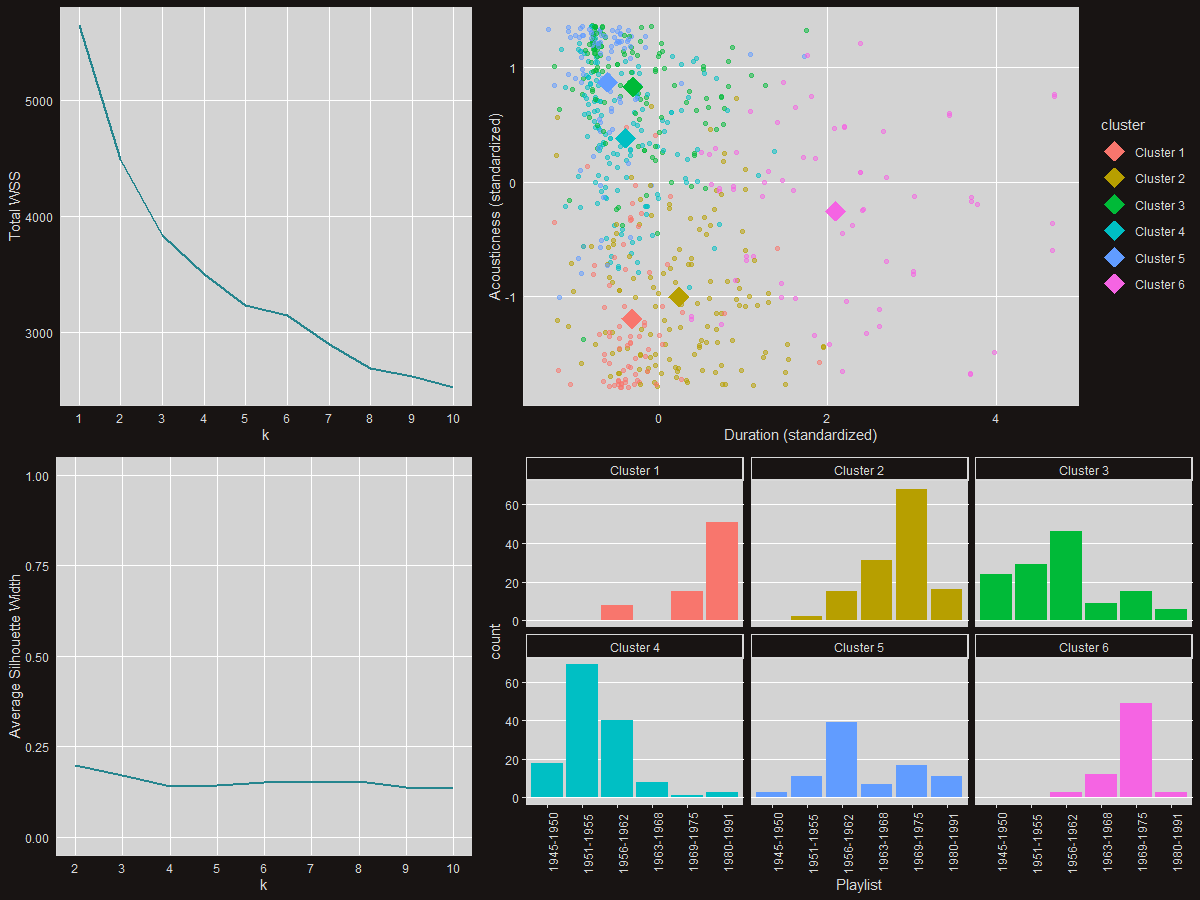 Total WSS
5000
4000
3000
1 2 3 4 5 6 7 8 9 10
k
Acousticness (standardized)
1
0
-1
0 2 4
Duration (standardized)
cluster
Cluster 1
Cluster 2
Cluster 3
Cluster 4
Cluster 5
Cluster 6
Average Silhouette Width
1.00
0.75
0.50
0.25
0.00
2 3 4 5 6 7 8 9 10
k
count
Cluster 1 Cluster 2 Cluster 3
60
40
20
0
Cluster 4 Cluster 5 Cluster 6
60
40
20
0
1945-1950 1951-1955 1956-1962 1963-1968 1969-1975 1980-1991 1945-1950 1951-1955 1956-1962 1963-1968 1969-1975 1980-1991 1945-1950 1951-1955 1956-1962 1963-1968 1969-1975 1980-1991
Playlist